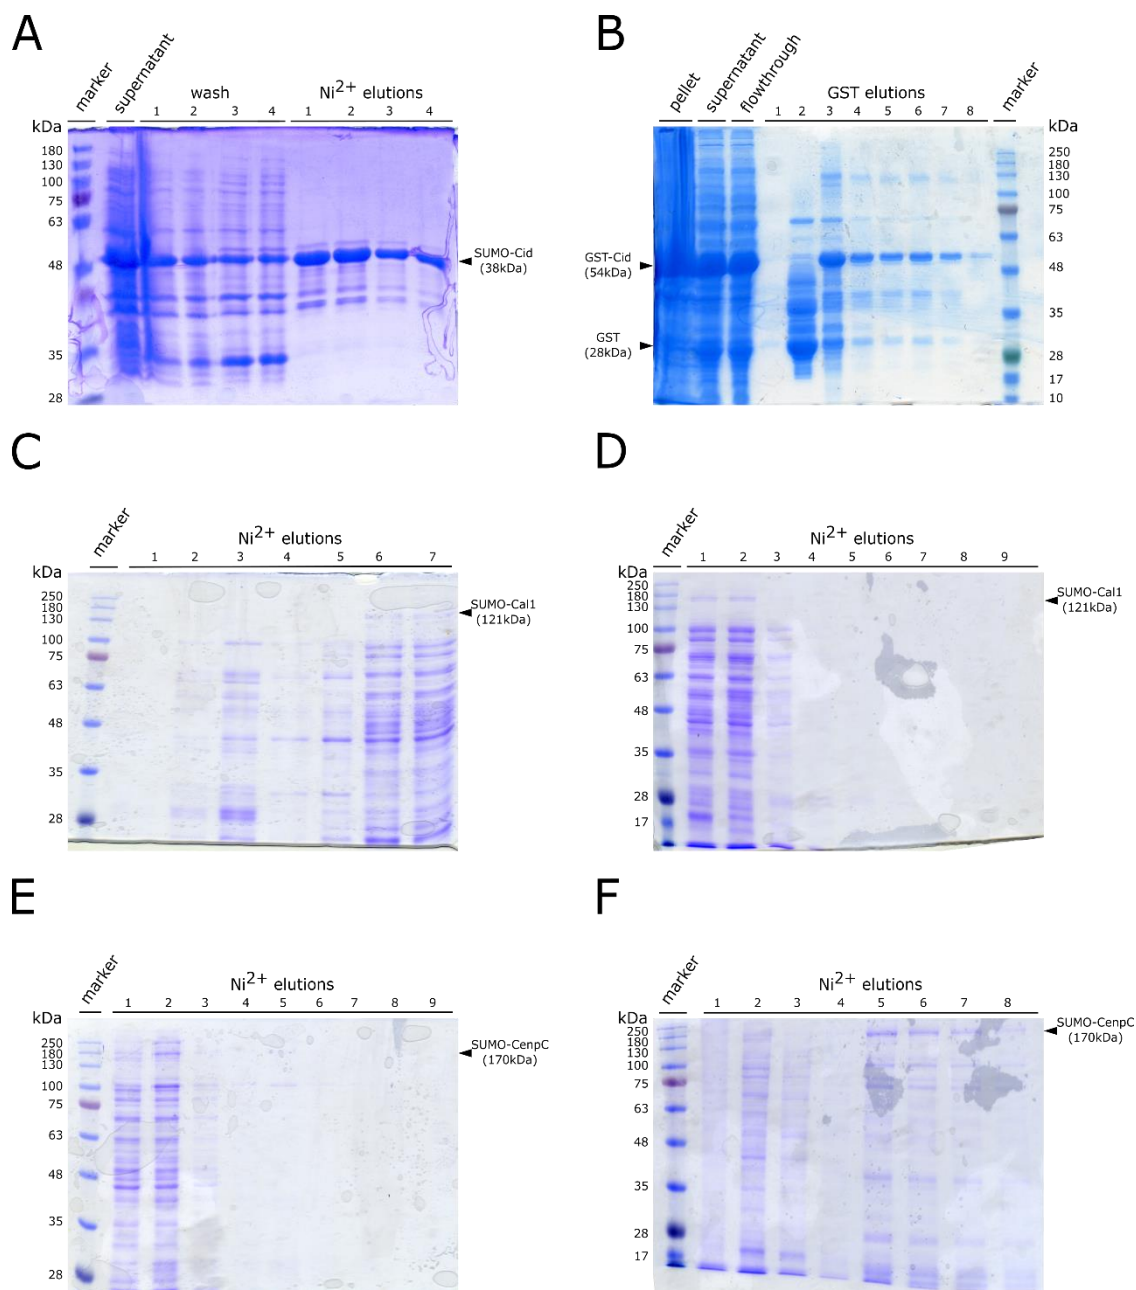 A
marker
supernatant
wash
Ni2+ elutions
1 2 3 4 1 2 3 4
kDa
180
130
100
75
63
48
35
28
SUMO-Cid
(38kDa)
B
pellet
supernatant
flowthrough
GST elutions
marker
1 2 3 4 5 6 7 8
kDa
250
180
130
100
75
63
48
35
28
17
10
GST-Cid
(54kDa)
GST
(28kDa)
C
marker
Ni2+ elutions
1 2 3 4 5 6 7
kDa
250
180
130
100
75
63
48
35
28
SUMO-Cal1
(121kDa)
D
marker
Ni2+ elutions
1 2 3 4 5 6 7 8 9
kDa
250
180
130
100
75
63
48
35
28
17
SUMO-Cal1
(121kDa)
E
marker
Ni2+ elutions
1 2 3 4 5 6 7 8 9
kDa
250
180
130
100
75
63
48
35
28
SUMO-CenpC
(170kDa)
F
marker
Ni2+ elutions
1 2 3 4 5 6 7 8
kDa
250
180
130
100
75
63
48
35
28
17
SUMO-CenpC
(170kDa)